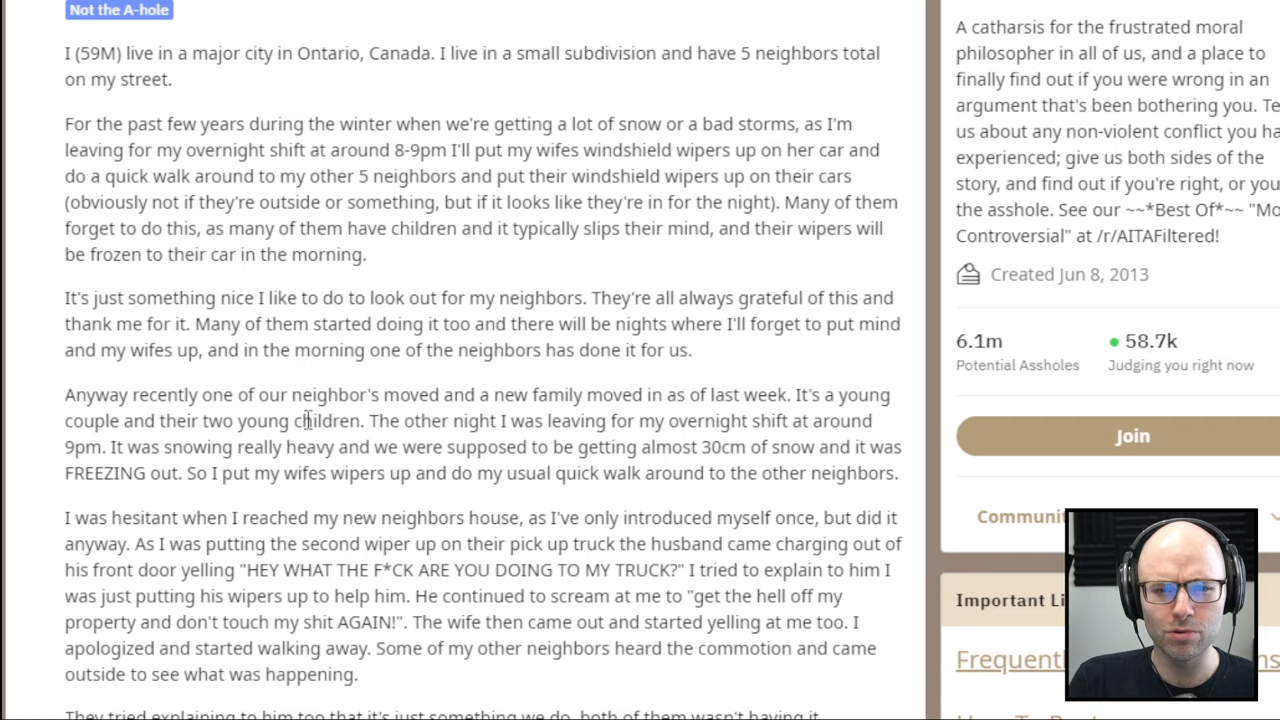 Not the A-hole
I (59M) live in a major city in Ontario, Canada. I live in a small subdivision and have 5 neighbors total
on my street.
For the past few years during the winter when we're getting a lot of snow or a bad storms, as I'm
leaving for my overnight shift at around 8-9pm I'll put my wifes windshield wipers up on her car and
do a quick walk around to my other 5 neighbors and put their windshield wipers up on their cars
(obviously not if they're outside or something, but if it looks like they're in for the night). Many of them
forget to do this, as many of them have children and it typically slips their mind, and their wipers will
be frozen to their car in the morning.
It's just something nice I like to do to look out for my neighbors. They're all always grateful of this and
thank me for it. Many of them started doing it too and there will be nights where I'll forget to put mind
and my wifes up, and in the morning one of the neighbors has done it for us.
Anyway recently one of our neighbor's moved and a new family moved in as of last week. It's a young
couple and their two young children. The other night I was leaving for my overnight shift at around
9pm. It was snowing really heavy and we were supposed to be getting almost 30cm of snow and it was
FREEZING out. So I put my wifes wipers up and do my usual quick walk around to the other neighbors.
I was hesitant when I reached my new neighbors house, as I've only introduced myself once, but did it
anyway. As I was putting the second wiper up on their pick up truck the husband came charging out of
his front door yelling "HEY WHAT THE F*CK ARE YOU DOING TO MY TRUCK?" I tried to explain to him I
was just putting his wipers up to help him. He continued to scream at me to "get the hell off my
property and don't touch my shit AGAIN!". The wife then came out and started yelling at me too. I
apologized and started walking away. Some of my other neighbors heard the commotion and came
outside to see what was happening.
They tried explaining to him too that it's just something we do, both of them wasn't having it
A catharsis for the frustrated moral
philosopher in all of us, and a place to
finally find out if you were wrong in an
argument that's been bothering you. Te
us about any non-violent conflict you ha
experienced; give us both sides of the
story, and find out if you're right, or you
the asshole. See our ~~*Best Of*~~ "Mo
Controversial" at /r/AITAFiltered!
Created Jun 8, 2013
6.1m 58.7k
Potential Assholes Judging you right now
Join
Communi
Important Li
Frequent